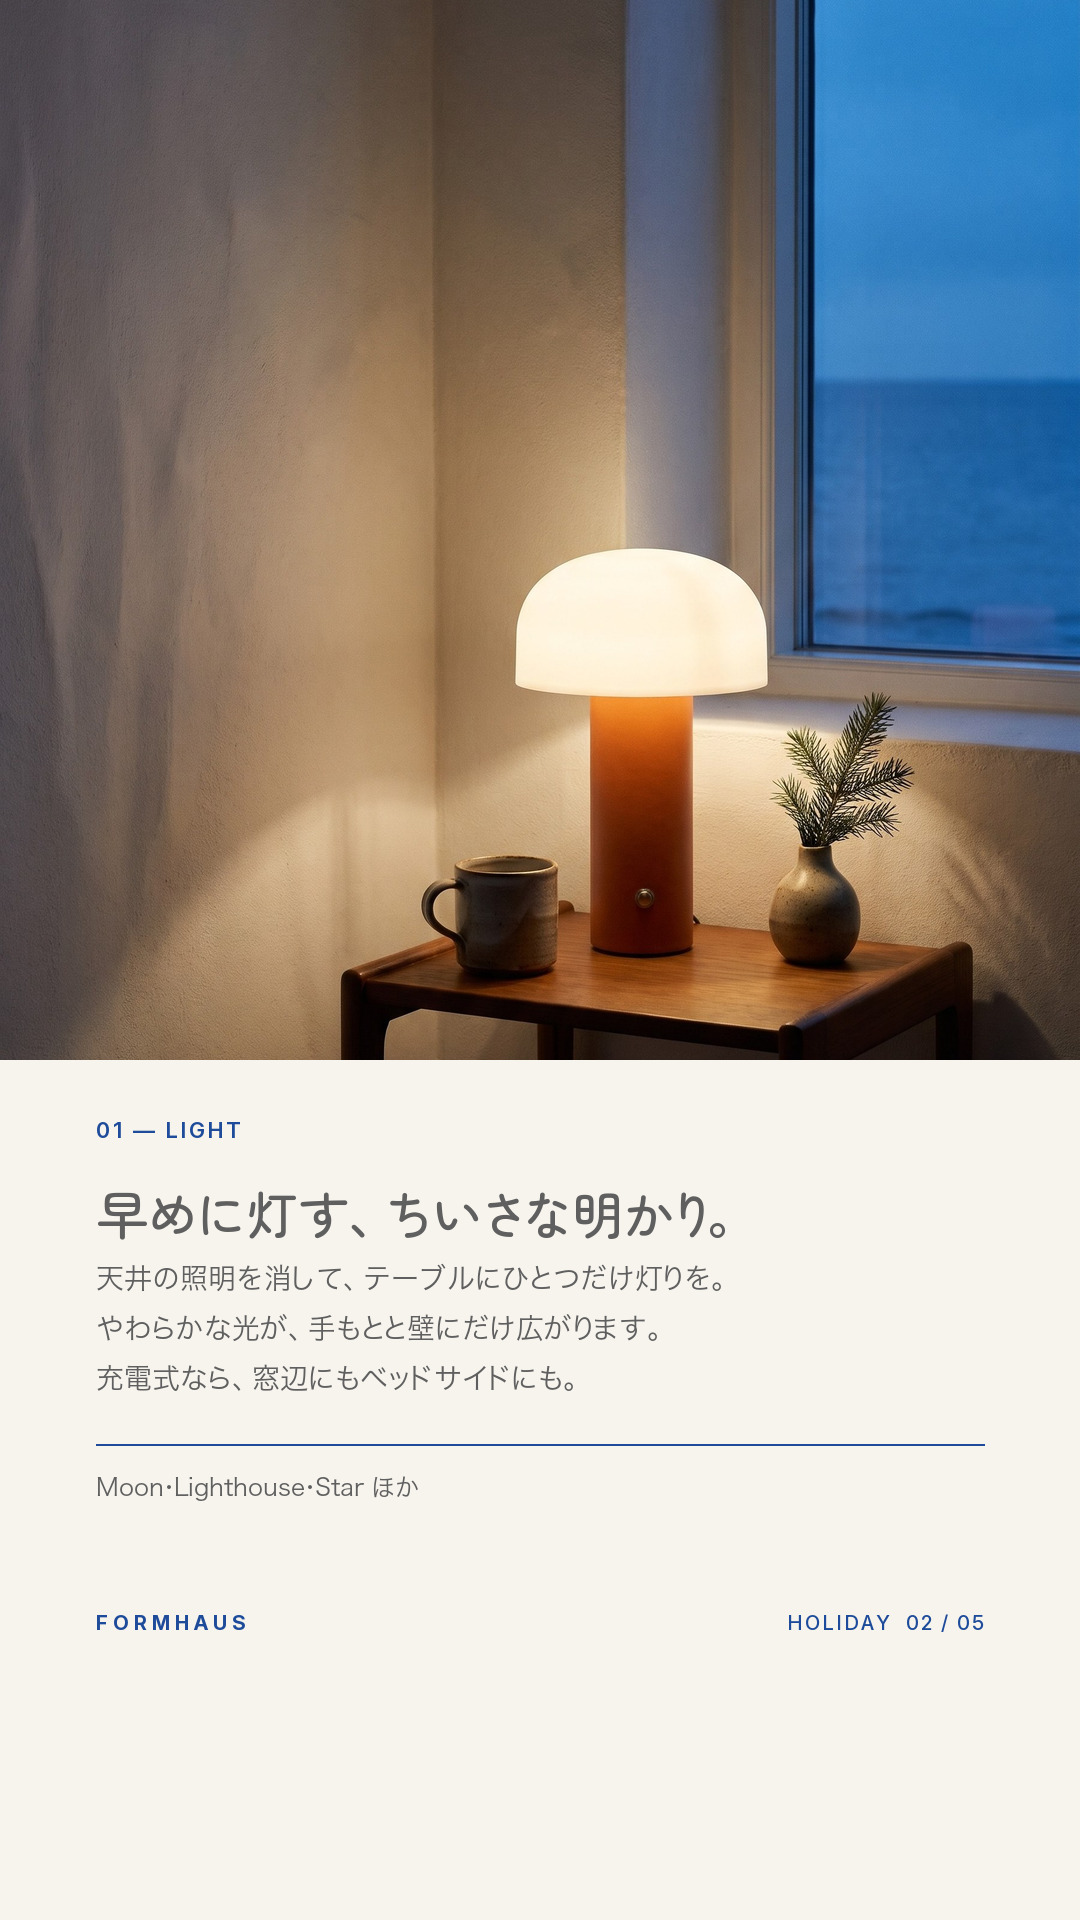 01 — LIGHT
早めに灯す、ちいさな明かり。
天井の照明を消して、テーブルにひとつだけ灯りを。
やわらかな光が、手もとと壁にだけ広がります。
充電式なら、窓辺にもベッドサイドにも。
Moon・Lighthouse・Star ほか
FORMHAUS
HOLIDAY 02 / 05